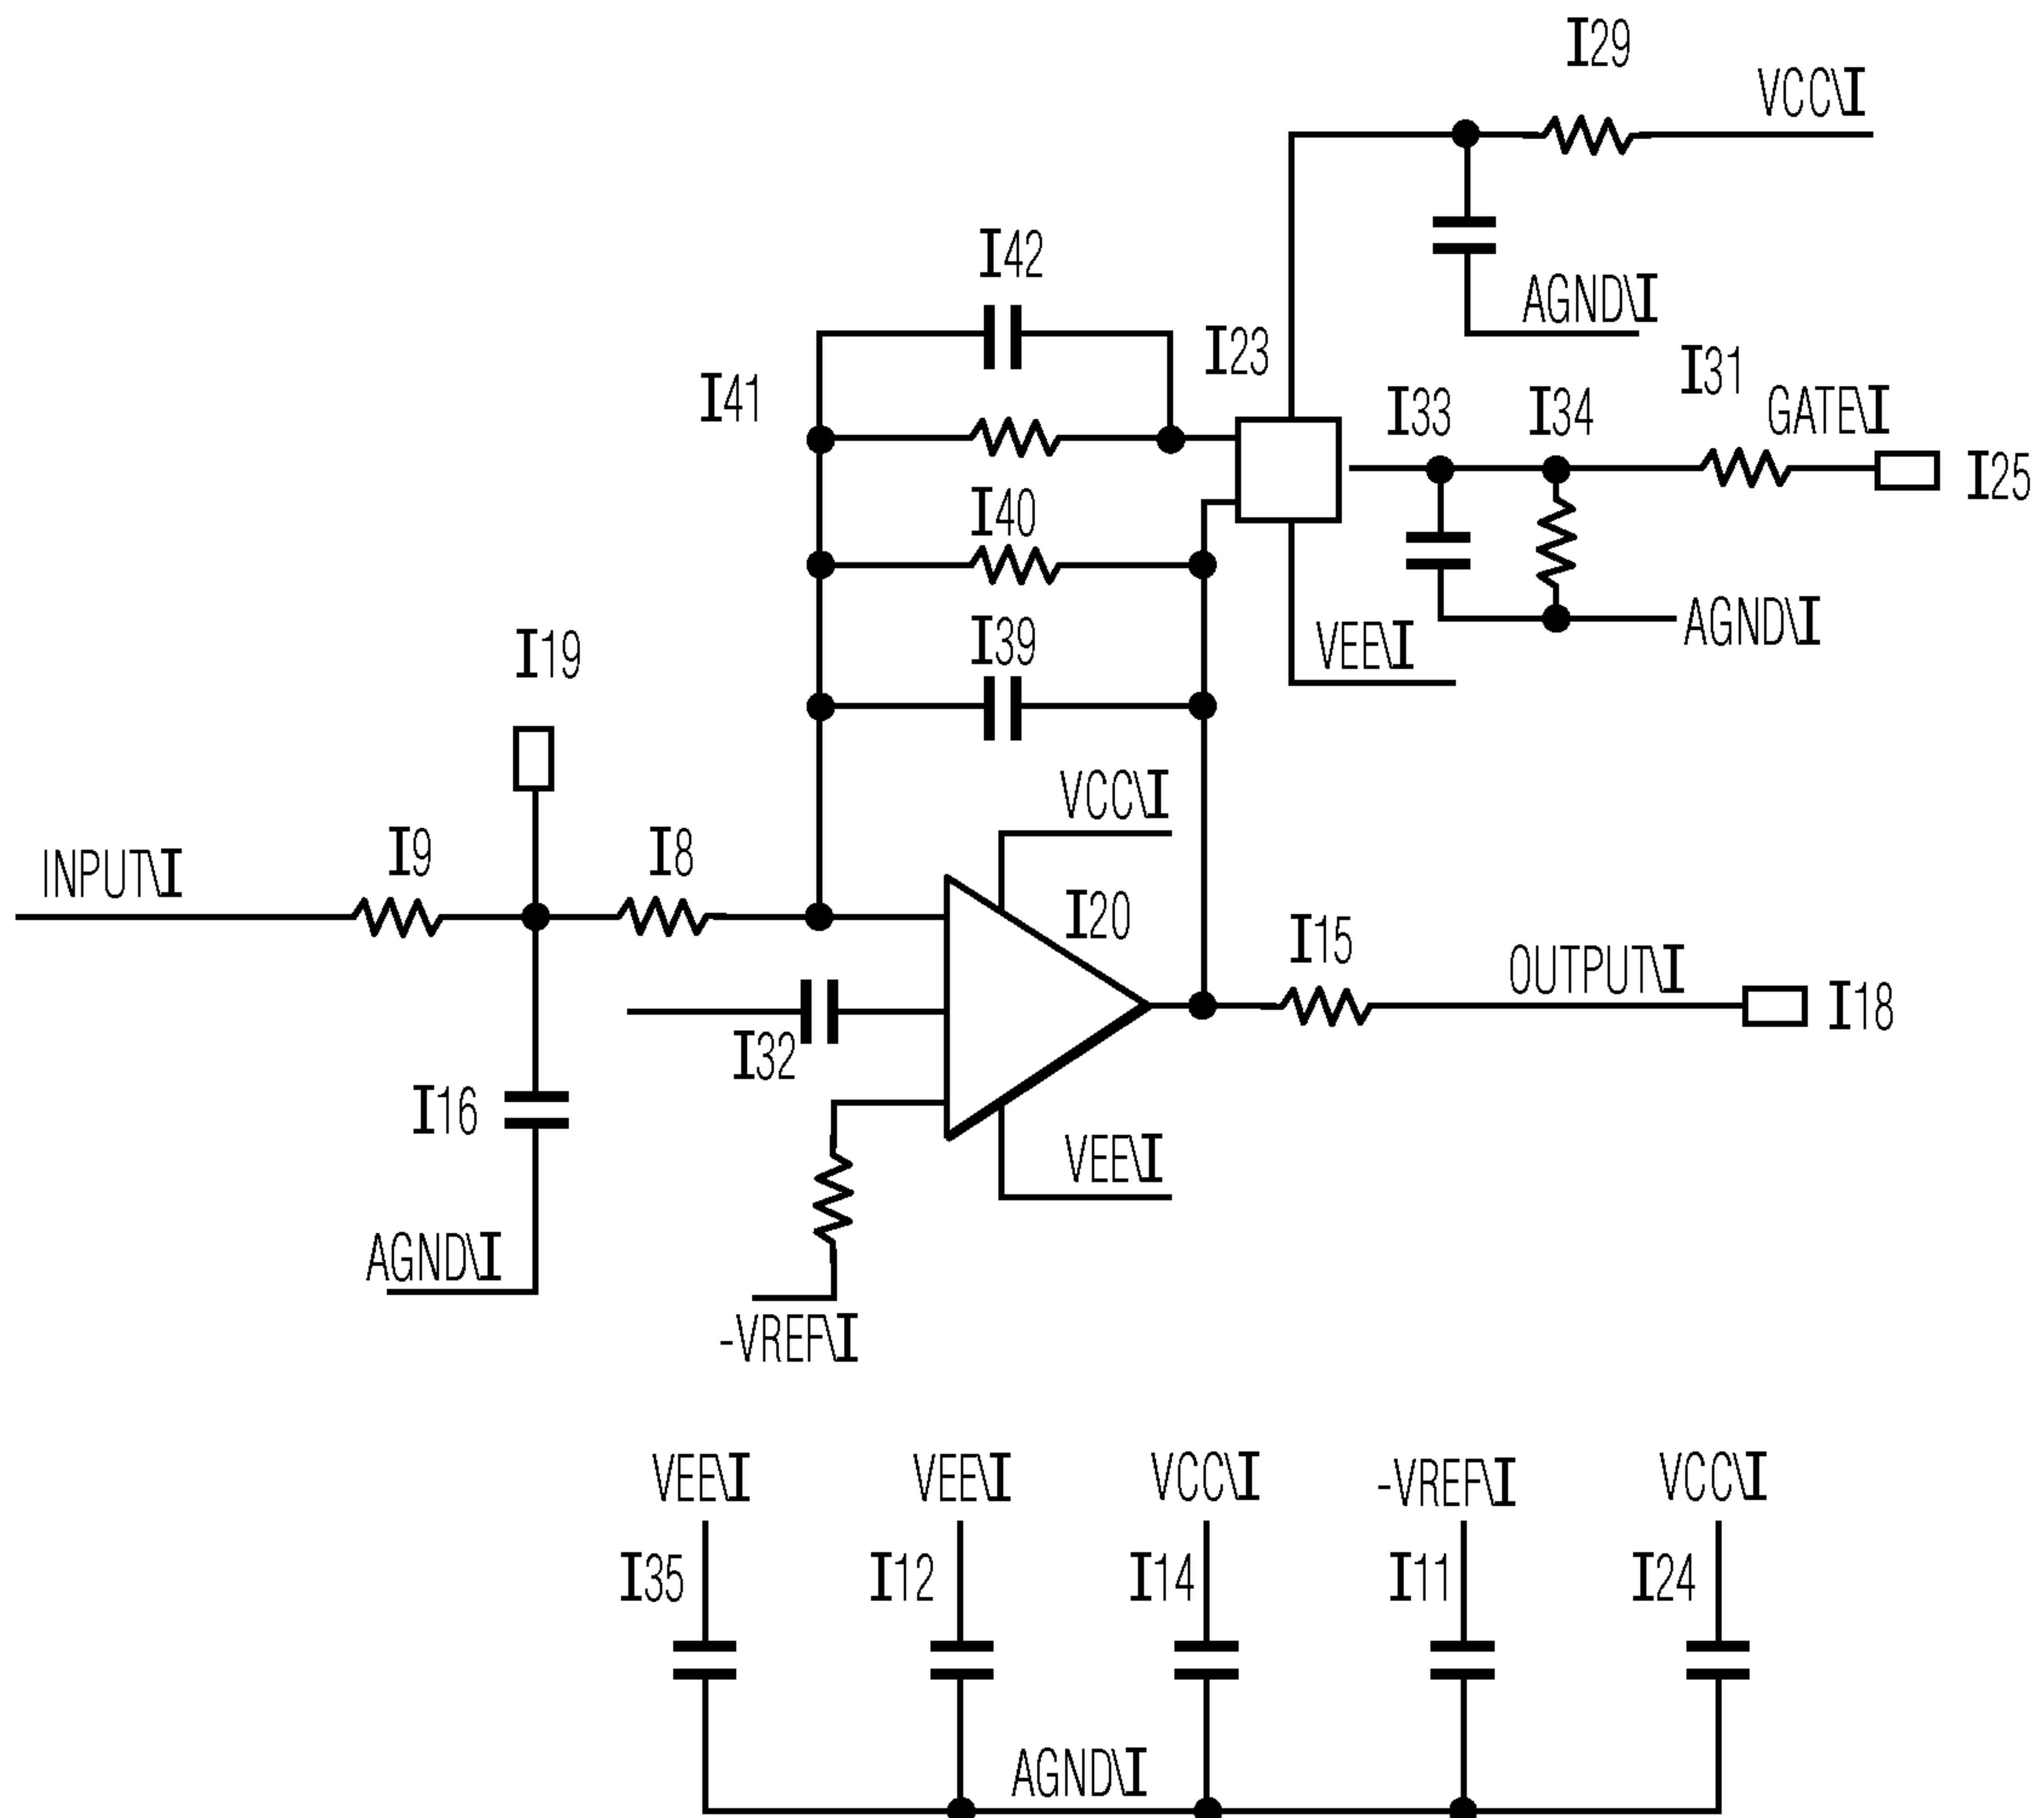 I29
VCC\I
I42
AGND\I
I23
I41
I33
I34
I31
GATE\I
I25
I40
I39
VEE\I
AGND\I
I19
VCC\I
INPUT\I
I9
I8
I20
I15
OUTPUT\I
I18
I32
I16
VEE\I
AGND\I
-VREF\I
VEE\I
VEE\I
VCC\I
-VREF\I
VCC\I
I35
I12
I14
I11
I24
AGND\I